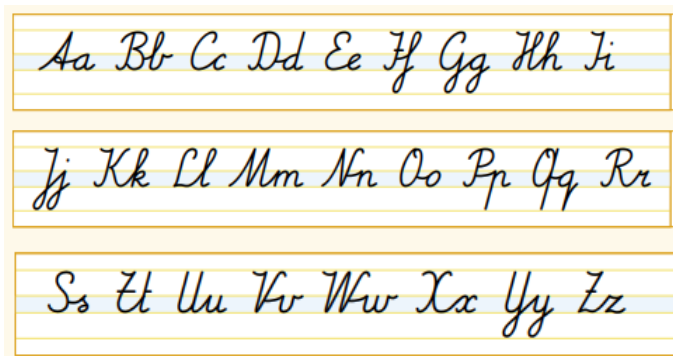 Aa Bb Cc Dd Ee Ff Gg Hh Ii
Jj Kk Ll Mm Nn Oo Pp Qq Rr
Ss Tt Uu Vv Ww Xx Yy Zz